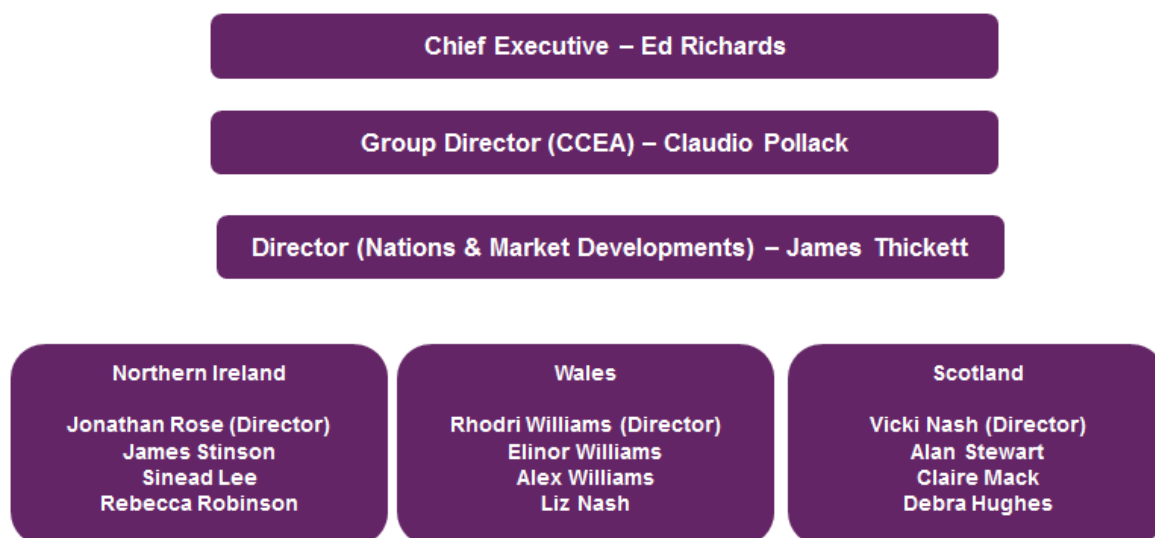 Chief Executive – Ed Richards
Group Director (CCEA) – Claudio Pollack
Director (Nations & Market Developments) – James Thickett
Northern Ireland
Jonathan Rose (Director)
James Stinson
Sinead Lee
Rebecca Robinson
Wales
Rhodri Williams (Director)
Elinor Williams
Alex Williams
Liz Nash
Scotland
Vicki Nash (Director)
Alan Stewart
Claire Mack
Debra Hughes